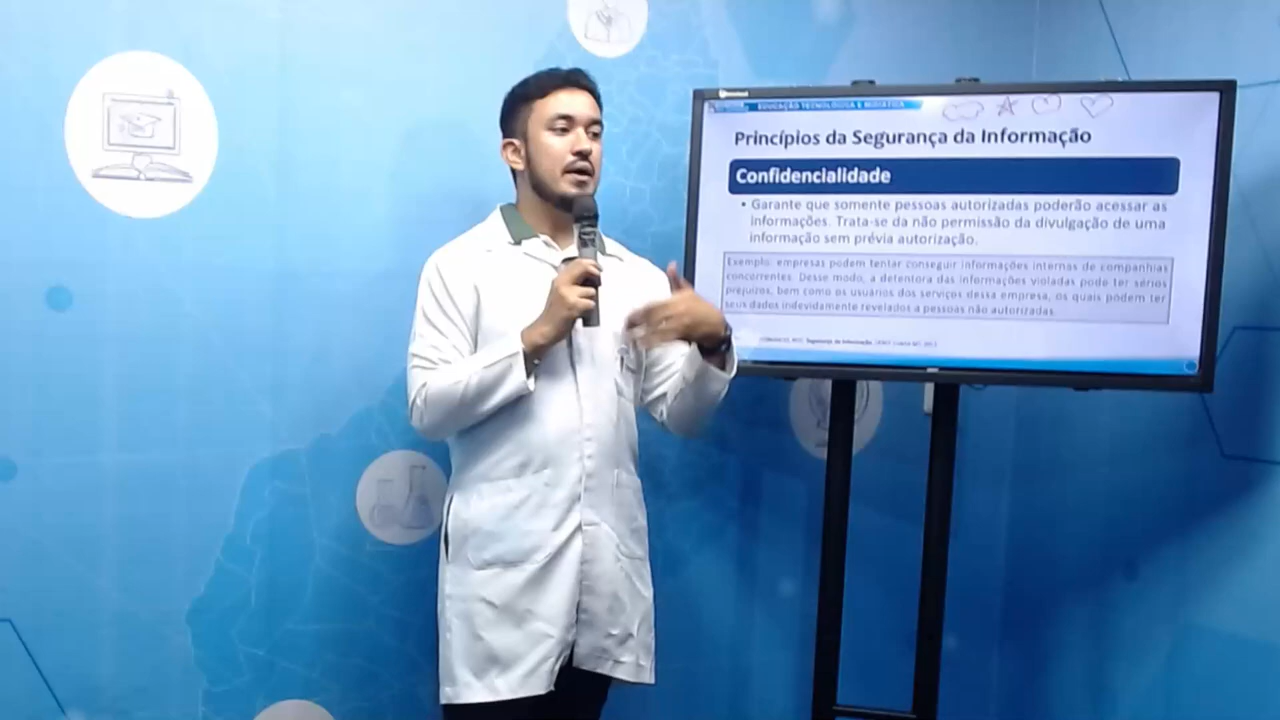 EDUCAÇÃO TECNOLÓGICA E MIDIÁTICA
Princípios da Segurança da Informação
Confidencialidade
• Garante que somente pessoas autorizadas poderão acessar as
informações. Trata-se da não permissão da divulgação de uma
informação sem prévia autorização.
Exemplo: empresas podem tentar conseguir informações internas de companhias
concorrentes. Desse modo, a detentora das informações violadas pode ter sérios
prejuízos, bem como os usuários dos serviços dessa empresa, os quais podem ter
seus dados indevidamente revelados a pessoas não autorizadas.
Segurança da Informação